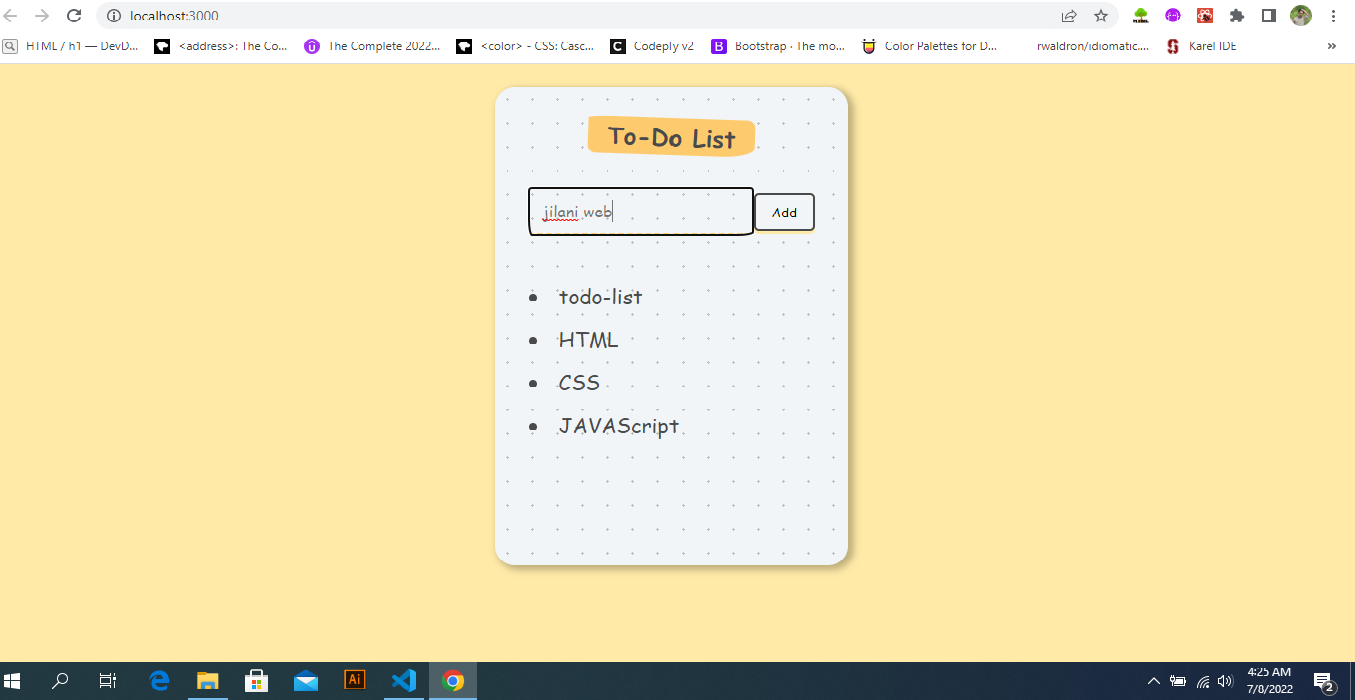 localhost:3000
HTML / h1 — DevD... <address>: The Co... The Complete 2022... <color> - CSS: Casc... Codeply v2 Bootstrap · The mo... Color Palettes for D... rwaldron/idiomatic.... Karel IDE »
To-Do List
jilani web
Add
todo-list
HTML
CSS
JAVAScript
4:25 AM
7/8/2022
Ai
2